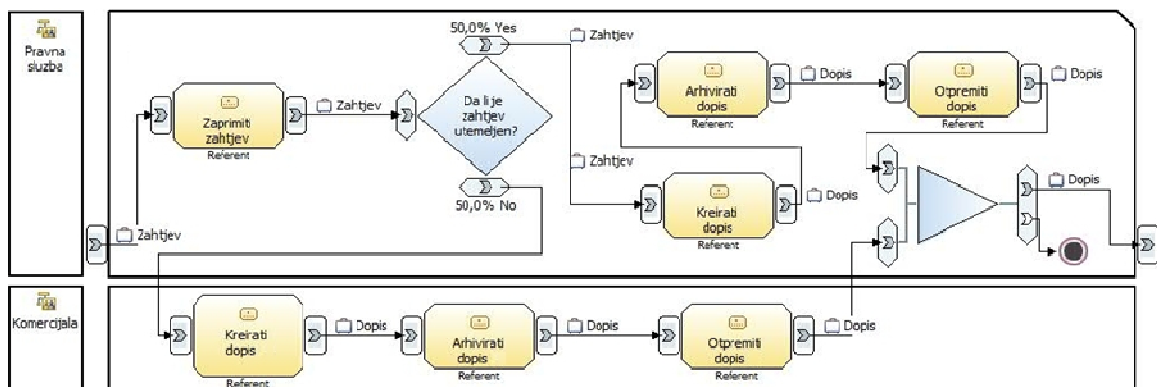 Pravna
sluzba
Zahtjev
Zaprimiti
zahtjev
Referent
Zahtjev
50,0% Yes
Da li je
zahtjev
utemeljen?
50,0% No
Zahtjev
Zahtjev
Kreirati
dopis
Referent
Dopis
Arhivirati
dopis
Referent
Dopis
Otpremiti
dopis
Referent
Dopis
Dopis
Komercijala
Kreirati
dopis
Referent
Dopis
Arhivirati
dopis
Referent
Dopis
Otpremiti
dopis
Referent
Dopis